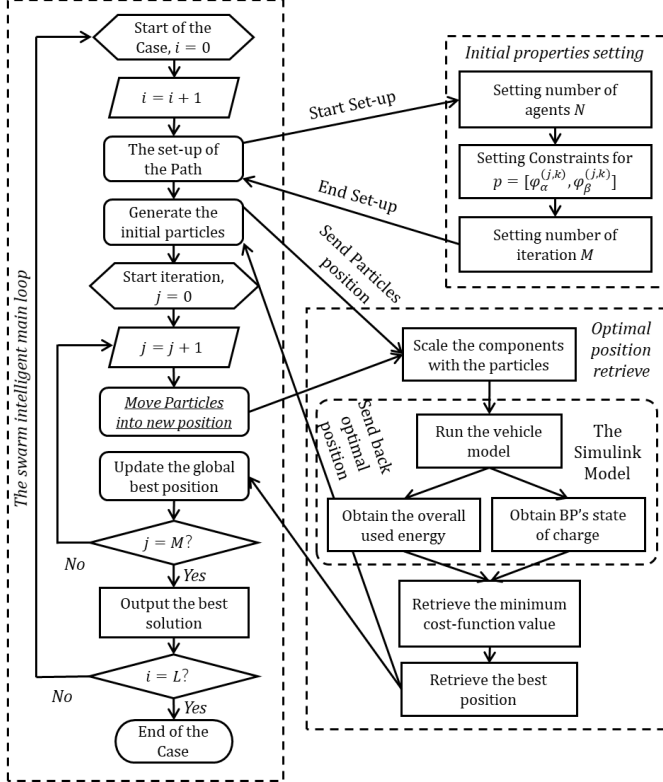 The swarm intelligent main loop
Start of the
Case, i = 0
i = i + 1
The set-up of
the Path
Generate the
initial particles
Start iteration,
j = 0
j = j + 1
Move Particles
into new position
Update the global
best position
j = M?
No
Yes
Output the best
solution
i = L?
No
Yes
End of the
Case
Start Set-up
End Set-up
Send Particles
position
Send back
optimal
position
Initial properties setting
Setting number of
agents N
Setting Constraints for
p = [φ_α^(j,k), φ_β^(j,k)]
Setting number of
iteration M
Optimal
position
retrieve
Scale the components
with the particles
Run the vehicle
model
The
Simulink
Model
Obtain the overall
used energy
Obtain BP's state
of charge
Retrieve the minimum
cost-function value
Retrieve the best
position